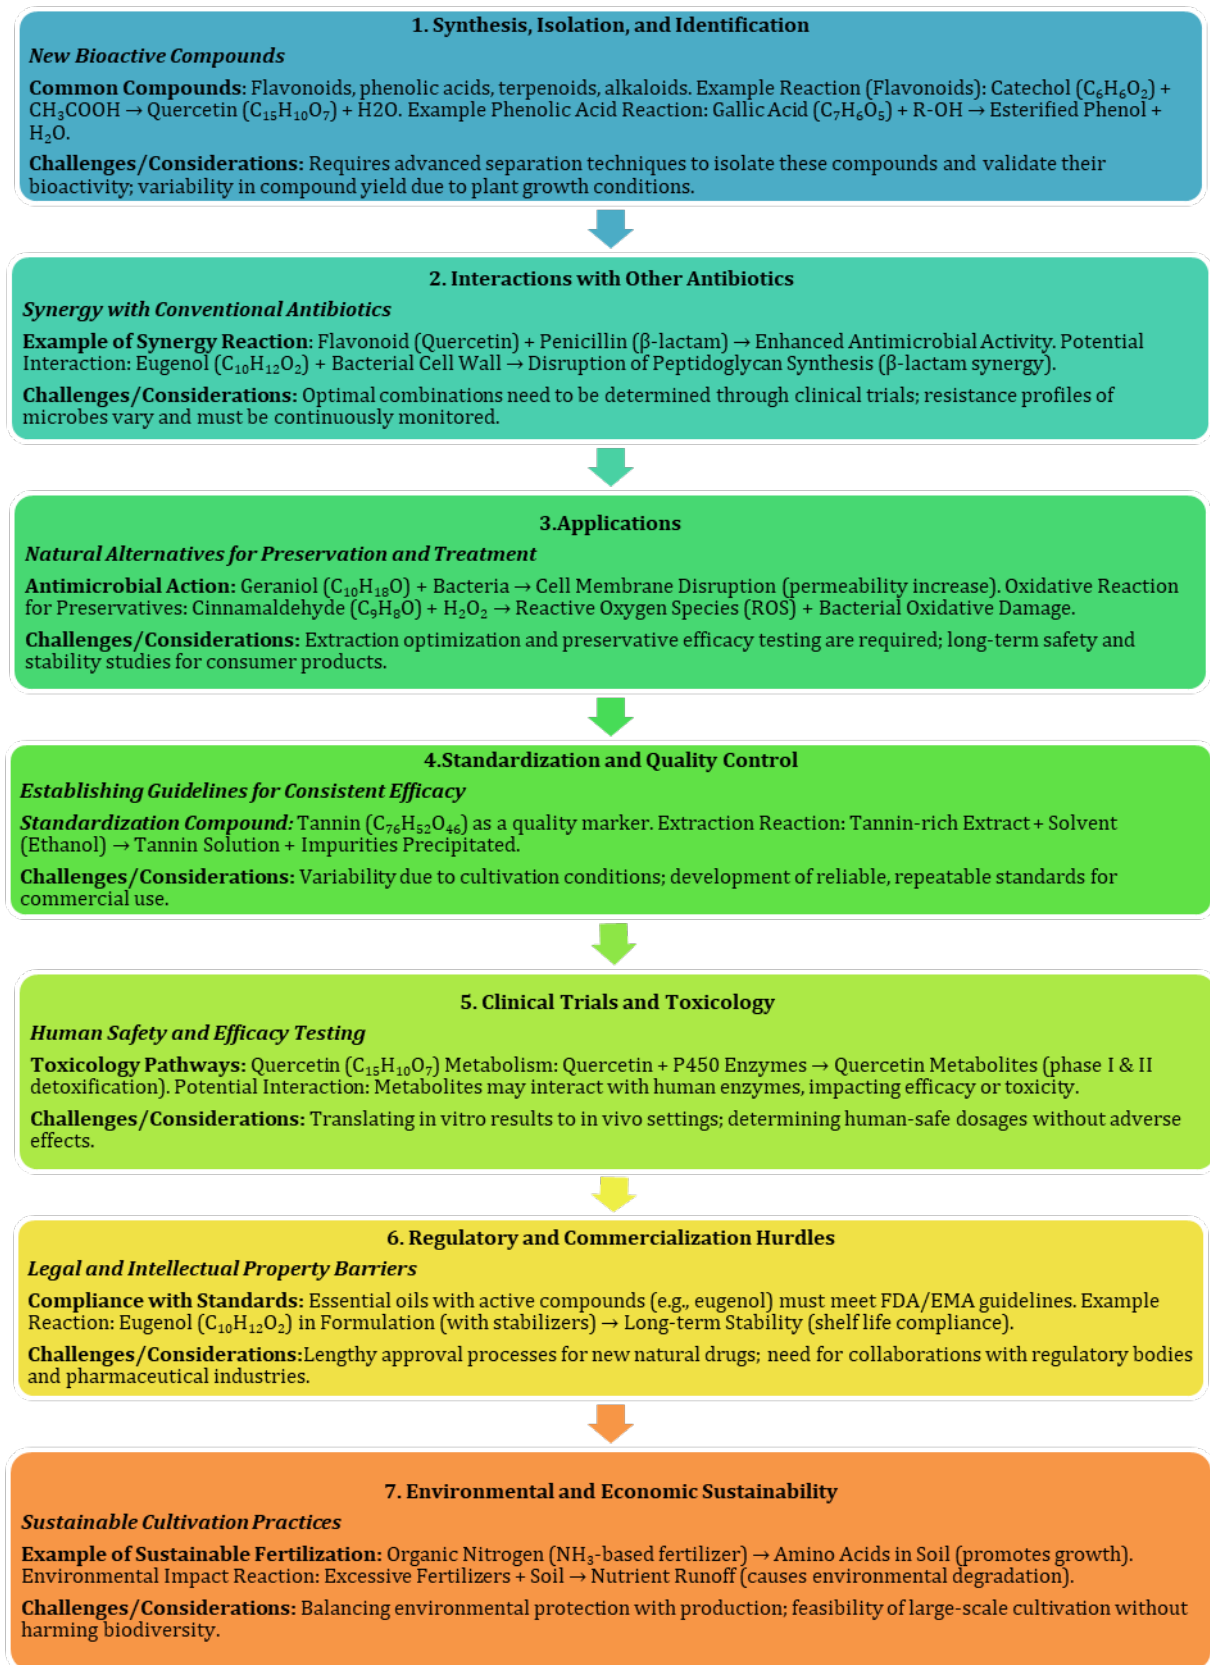 1. Synthesis, Isolation, and Identification
New Bioactive Compounds
Common Compounds: Flavonoids, phenolic acids, terpenoids, alkaloids. Example Reaction (Flavonoids): Catechol (C₆H₆O₂) +
CH₃COOH → Quercetin (C₁₅H₁₀O₇) + H2O. Example Phenolic Acid Reaction: Gallic Acid (C₇H₆O₅) + R-OH → Esterified Phenol +
H₂O.
Challenges/Considerations: Requires advanced separation techniques to isolate these compounds and validate their
bioactivity; variability in compound yield due to plant growth conditions.
2. Interactions with Other Antibiotics
Synergy with Conventional Antibiotics
Example of Synergy Reaction: Flavonoid (Quercetin) + Penicillin (β-lactam) → Enhanced Antimicrobial Activity. Potential
Interaction: Eugenol (C₁₀H₁₂O₂) + Bacterial Cell Wall → Disruption of Peptidoglycan Synthesis (β-lactam synergy).
Challenges/Considerations: Optimal combinations need to be determined through clinical trials; resistance profiles of
microbes vary and must be continuously monitored.
3.Applications
Natural Alternatives for Preservation and Treatment
Antimicrobial Action: Geraniol (C₁₀H₁₈O) + Bacteria → Cell Membrane Disruption (permeability increase). Oxidative Reaction
for Preservatives: Cinnamaldehyde (C₉H₈O) + H₂O₂ → Reactive Oxygen Species (ROS) + Bacterial Oxidative Damage.
Challenges/Considerations: Extraction optimization and preservative efficacy testing are required; long-term safety and
stability studies for consumer products.
4.Standardization and Quality Control
Establishing Guidelines for Consistent Efficacy
Standardization Compound: Tannin (C₇₆H₅₂O₄₆) as a quality marker. Extraction Reaction: Tannin-rich Extract + Solvent
(Ethanol) → Tannin Solution + Impurities Precipitated.
Challenges/Considerations: Variability due to cultivation conditions; development of reliable, repeatable standards for
commercial use.
5. Clinical Trials and Toxicology
Human Safety and Efficacy Testing
Toxicology Pathways: Quercetin (C₁₅H₁₀O₇) Metabolism: Quercetin + P450 Enzymes → Quercetin Metabolites (phase I & II
detoxification). Potential Interaction: Metabolites may interact with human enzymes, impacting efficacy or toxicity.
Challenges/Considerations: Translating in vitro results to in vivo settings; determining human-safe dosages without adverse
effects.
6. Regulatory and Commercialization Hurdles
Legal and Intellectual Property Barriers
Compliance with Standards: Essential oils with active compounds (e.g., eugenol) must meet FDA/EMA guidelines. Example
Reaction: Eugenol (C₁₀H₁₂O₂) in Formulation (with stabilizers) → Long-term Stability (shelf life compliance).
Challenges/Considerations:Lengthy approval processes for new natural drugs; need for collaborations with regulatory bodies
and pharmaceutical industries.
7. Environmental and Economic Sustainability
Sustainable Cultivation Practices
Example of Sustainable Fertilization: Organic Nitrogen (NH₃-based fertilizer) → Amino Acids in Soil (promotes growth).
Environmental Impact Reaction: Excessive Fertilizers + Soil → Nutrient Runoff (causes environmental degradation).
Challenges/Considerations: Balancing environmental protection with production; feasibility of large-scale cultivation without
harming biodiversity.